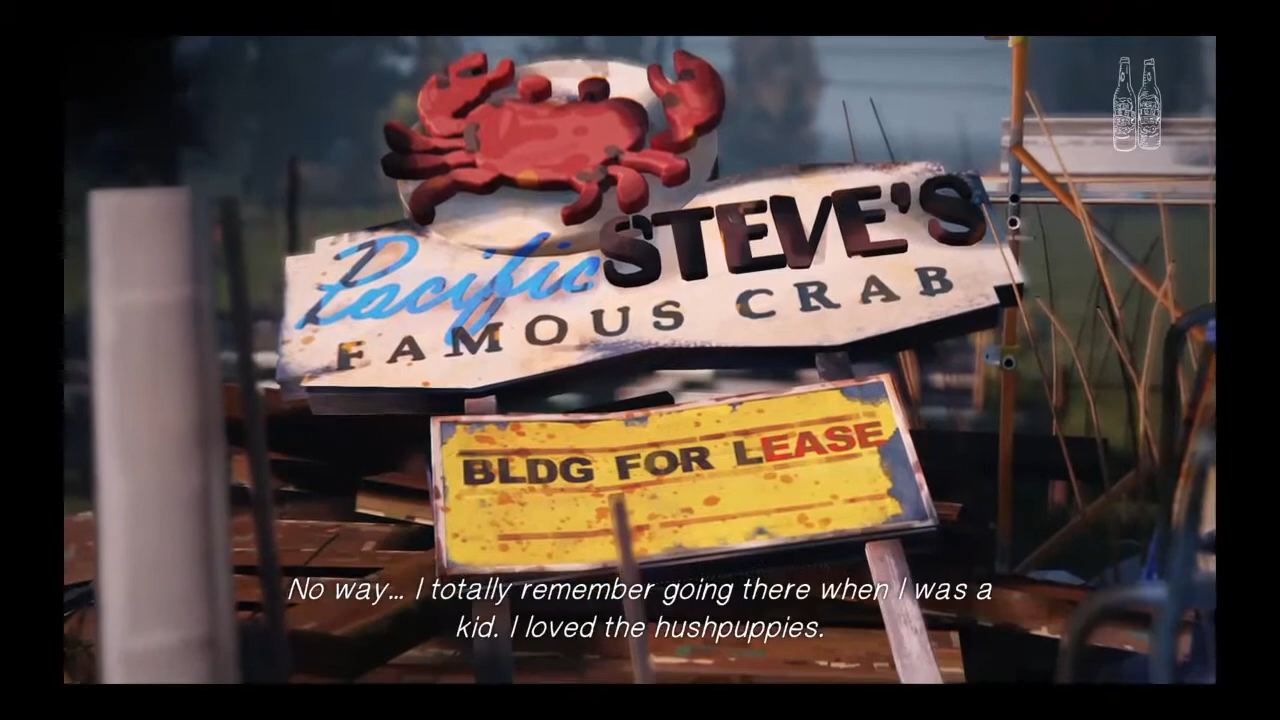 Pacific STEVE'S
FAMOUS CRAB
BLDG FOR LEASE
No way... I totally remember going there when I was a
kid. I loved the hushpuppies.